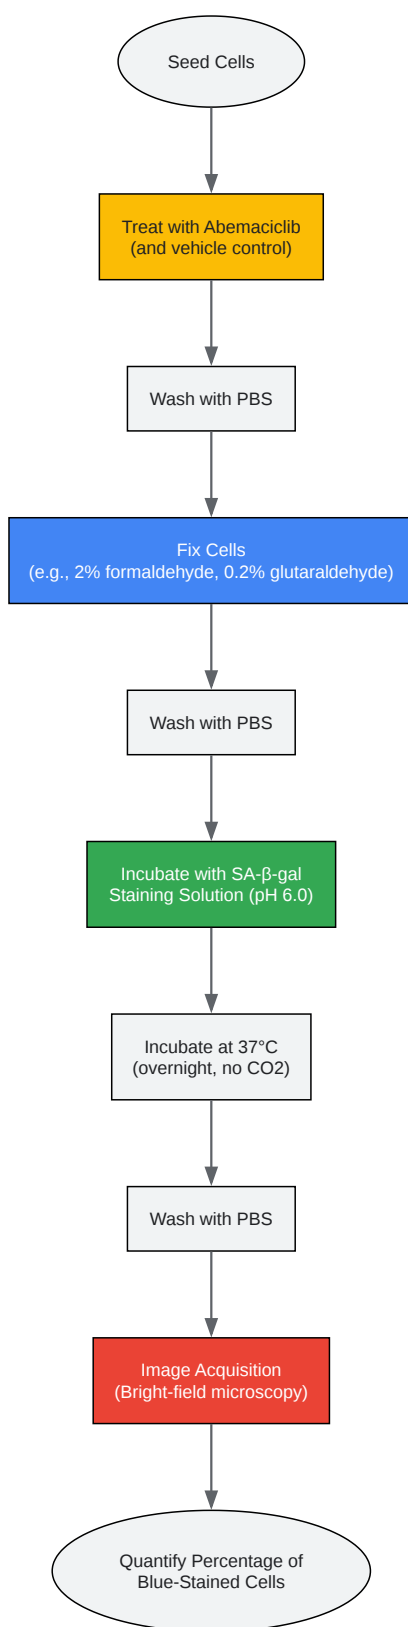 Seed Cells
Treat with Abemaciclib
(and vehicle control)
Wash with PBS
Fix Cells
(e.g., 2% formaldehyde, 0.2% glutaraldehyde)
Wash with PBS
Incubate with SA-β-gal
Staining Solution (pH 6.0)
Incubate at 37°C
(overnight, no CO2)
Wash with PBS
Image Acquisition
(Bright-field microscopy)
Quantify Percentage of
Blue-Stained Cells